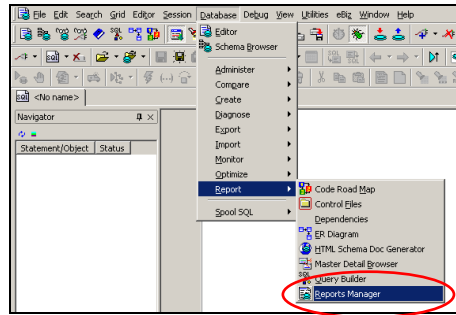 File Edit Search Grid Editor Session Database Debug View Utilities eBiz Window Help
Editor
Schema Browser
sql
Administer
Compare
sql <No name>
Create
Navigator
Diagnose
Export
Statement/Object Status
Import
Monitor
Optimize
Report
Code Road Map
Spool SQL
Control Files
Dependencies
ER Diagram
HTML Schema Doc Generator
Master Detail Browser
Query Builder
Reports Manager